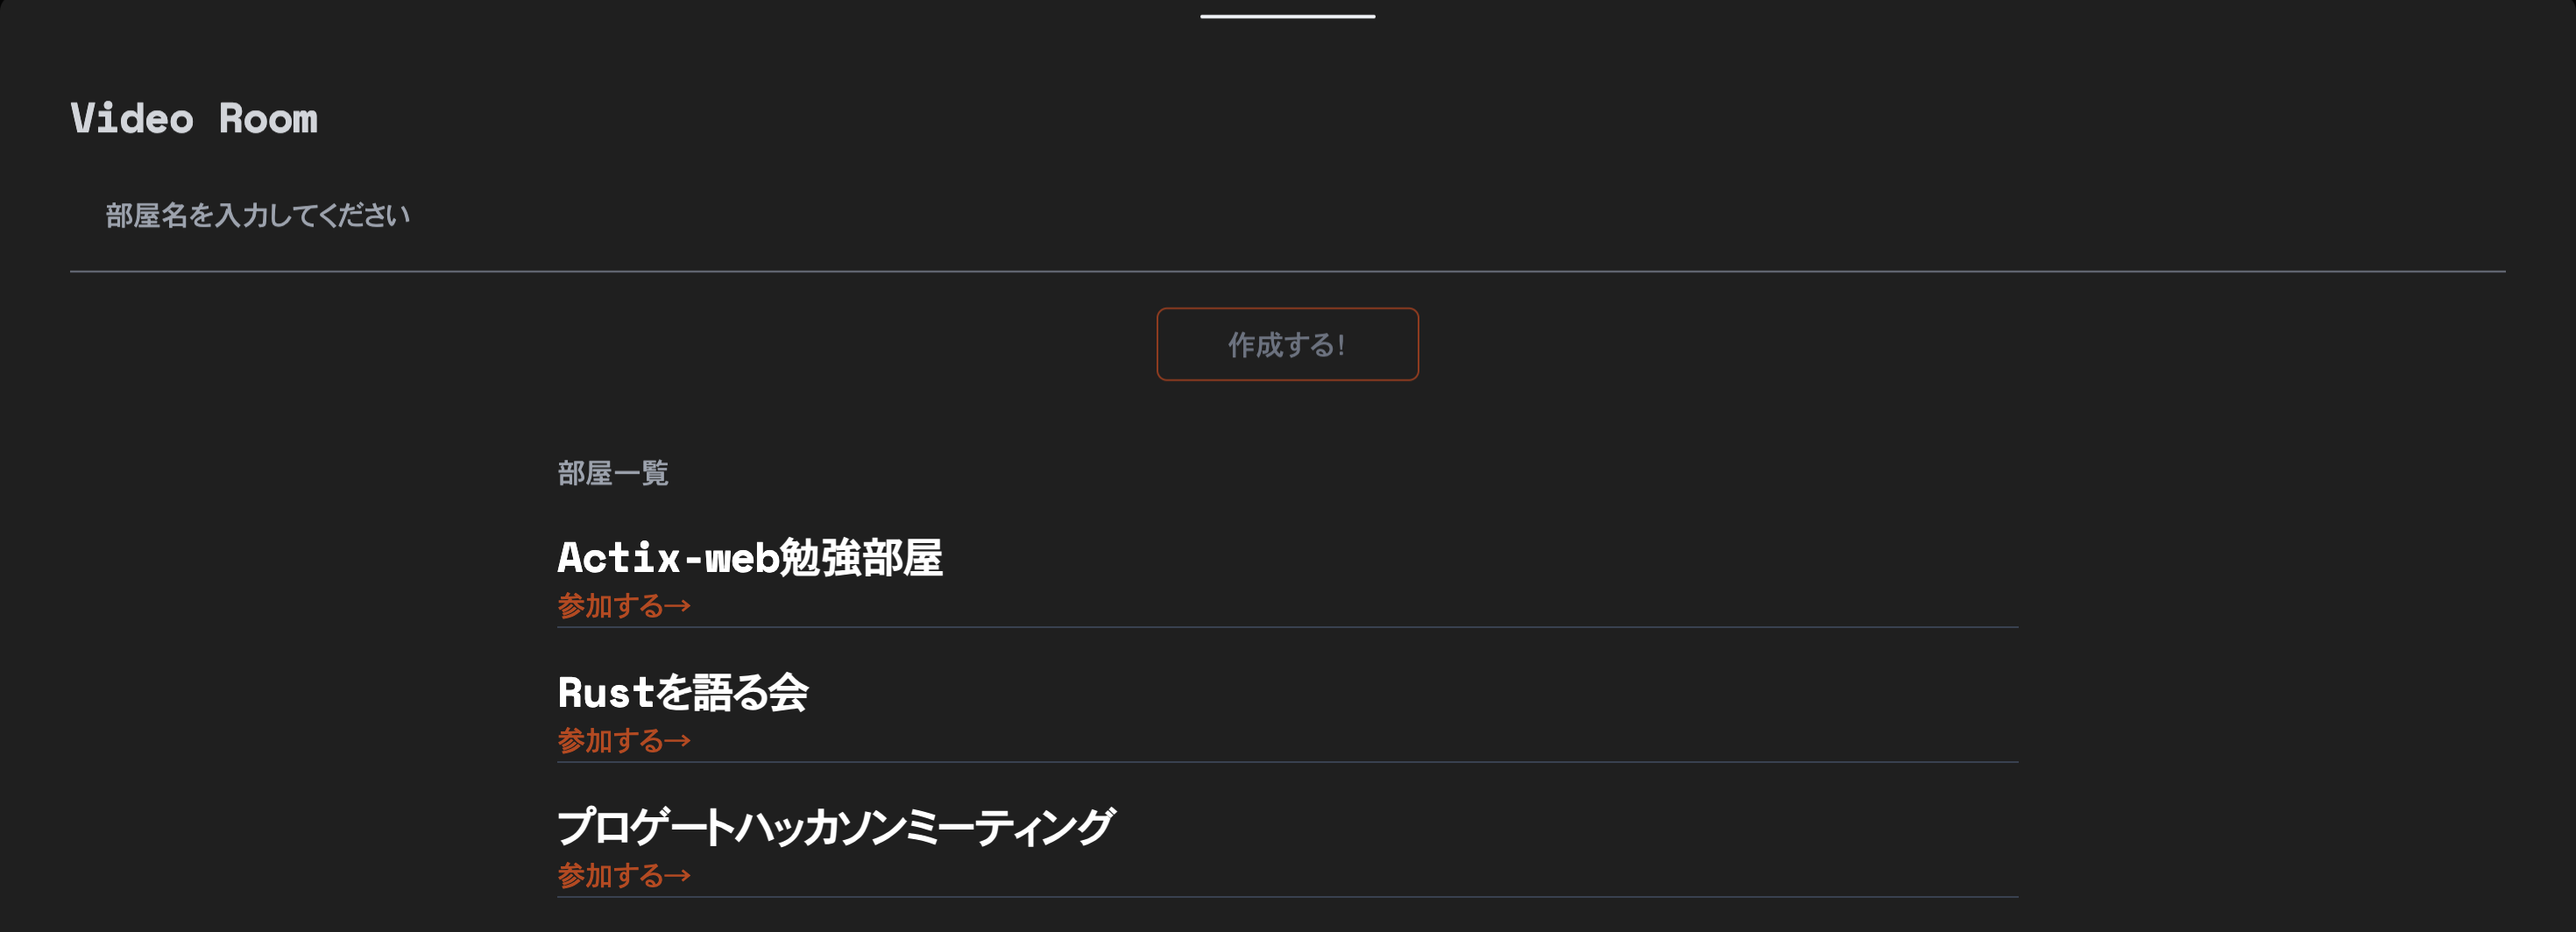 Video Room
部屋名を入力してください
作成する!
部屋一覧
Actix-web勉強部屋
参加する→
Rustを語る会
参加する→
プロゲートハッカソンミーティング
参加する→